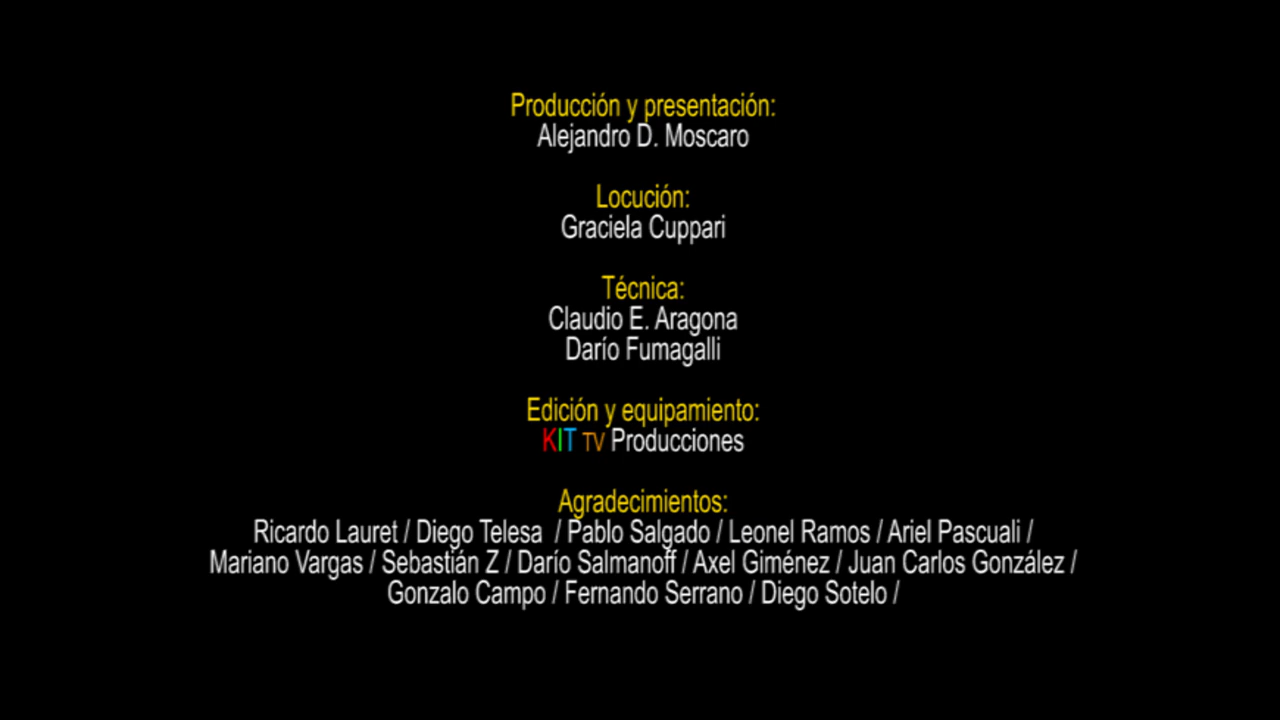 Producción y presentación:
Alejandro D. Moscaro
Locución:
Graciela Cuppari
Técnica:
Claudio E. Aragona
Darío Fumagalli
Edición y equipamiento:
KIT TV Producciones
Agradecimientos:
Ricardo Lauret / Diego Telesa / Pablo Salgado / Leonel Ramos / Ariel Pascuali /
Mariano Vargas / Sebastián Z / Darío Salmanoff / Axel Giménez / Juan Carlos González /
Gonzalo Campo / Fernando Serrano / Diego Sotelo /